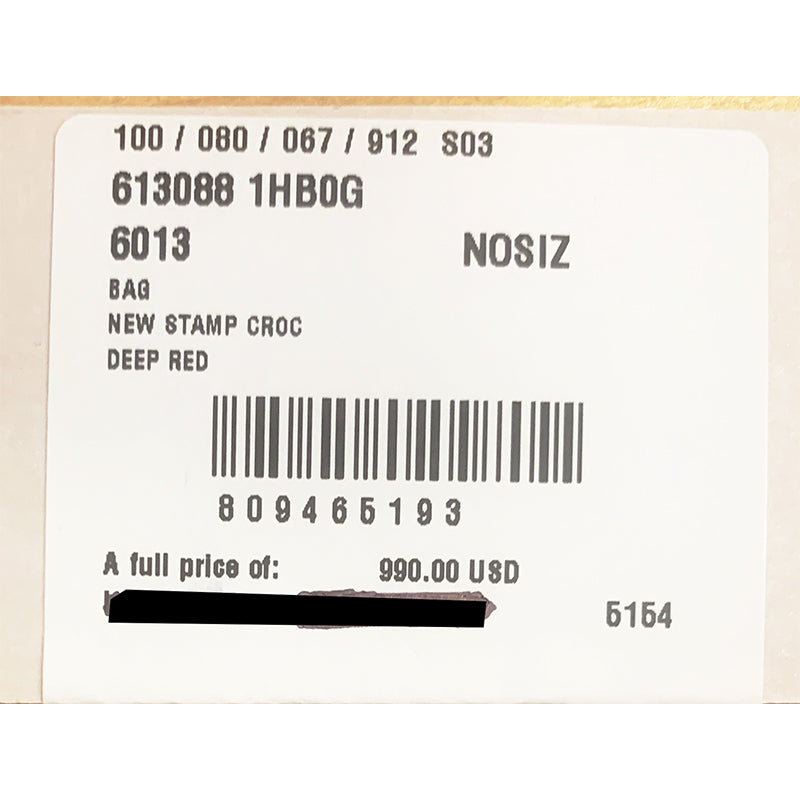 100 / 080 / 067 / 912 S03
613088 1HB0G
6013 NOSIZ
BAG
NEW STAMP CROC
DEEP RED
809465193
A full price of: 990.00 USD
5154